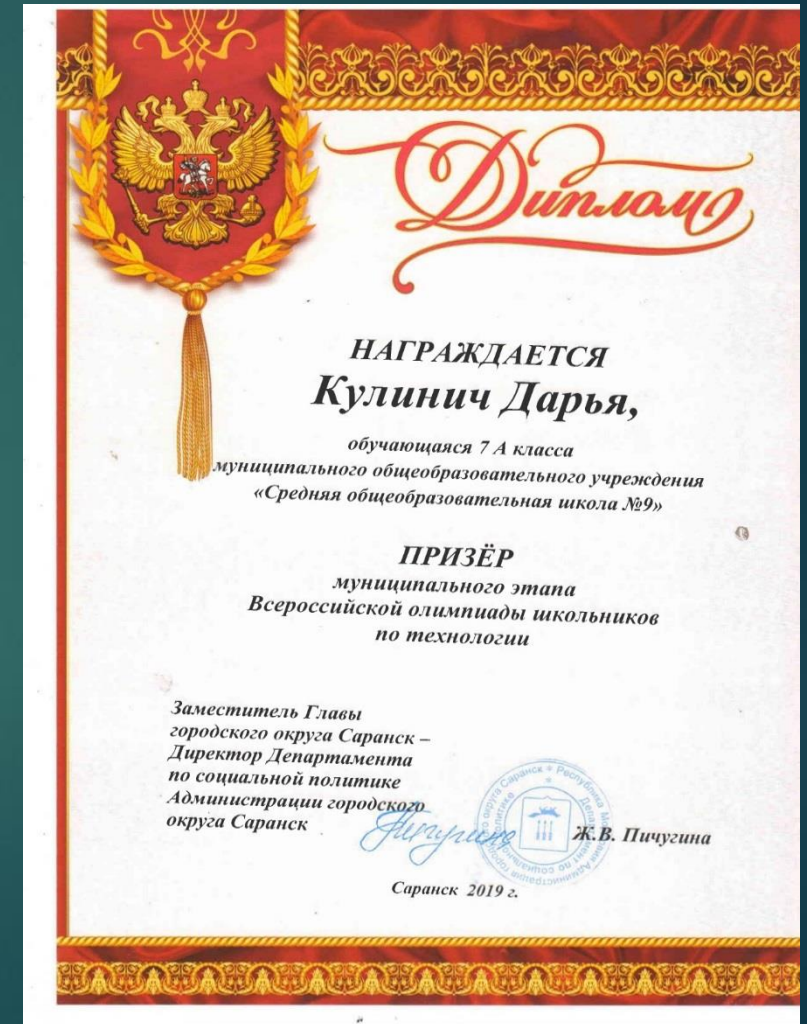 Диплом
НАГРАЖДАЕТСЯ
Кулинич Дарья,
обучающаяся 7 А класса
муниципального общеобразовательного учреждения
«Средняя общеобразовательная школа №9»
ПРИЗЁР
муниципального этапа
Всероссийской олимпиады школьников
по технологии
Заместитель Главы
городского округа Саранск –
Директор Департамента
по социальной политике
Администрации городского
округа Саранск
Ж.В. Пичугина
Саранск 2019 г.